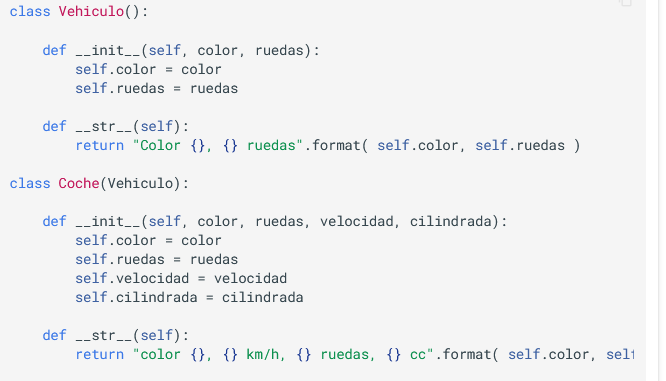 class Vehiculo():
def __init__(self, color, ruedas):
self.color = color
self.ruedas = ruedas
def __str__(self):
return "Color {}, {} ruedas".format( self.color, self.ruedas )
class Coche(Vehiculo):
def __init__(self, color, ruedas, velocidad, cilindrada):
self.color = color
self.ruedas = ruedas
self.velocidad = velocidad
self.cilindrada = cilindrada
def __str__(self):
return "color {}, {} km/h, {} ruedas, {} cc".format( self.color, self